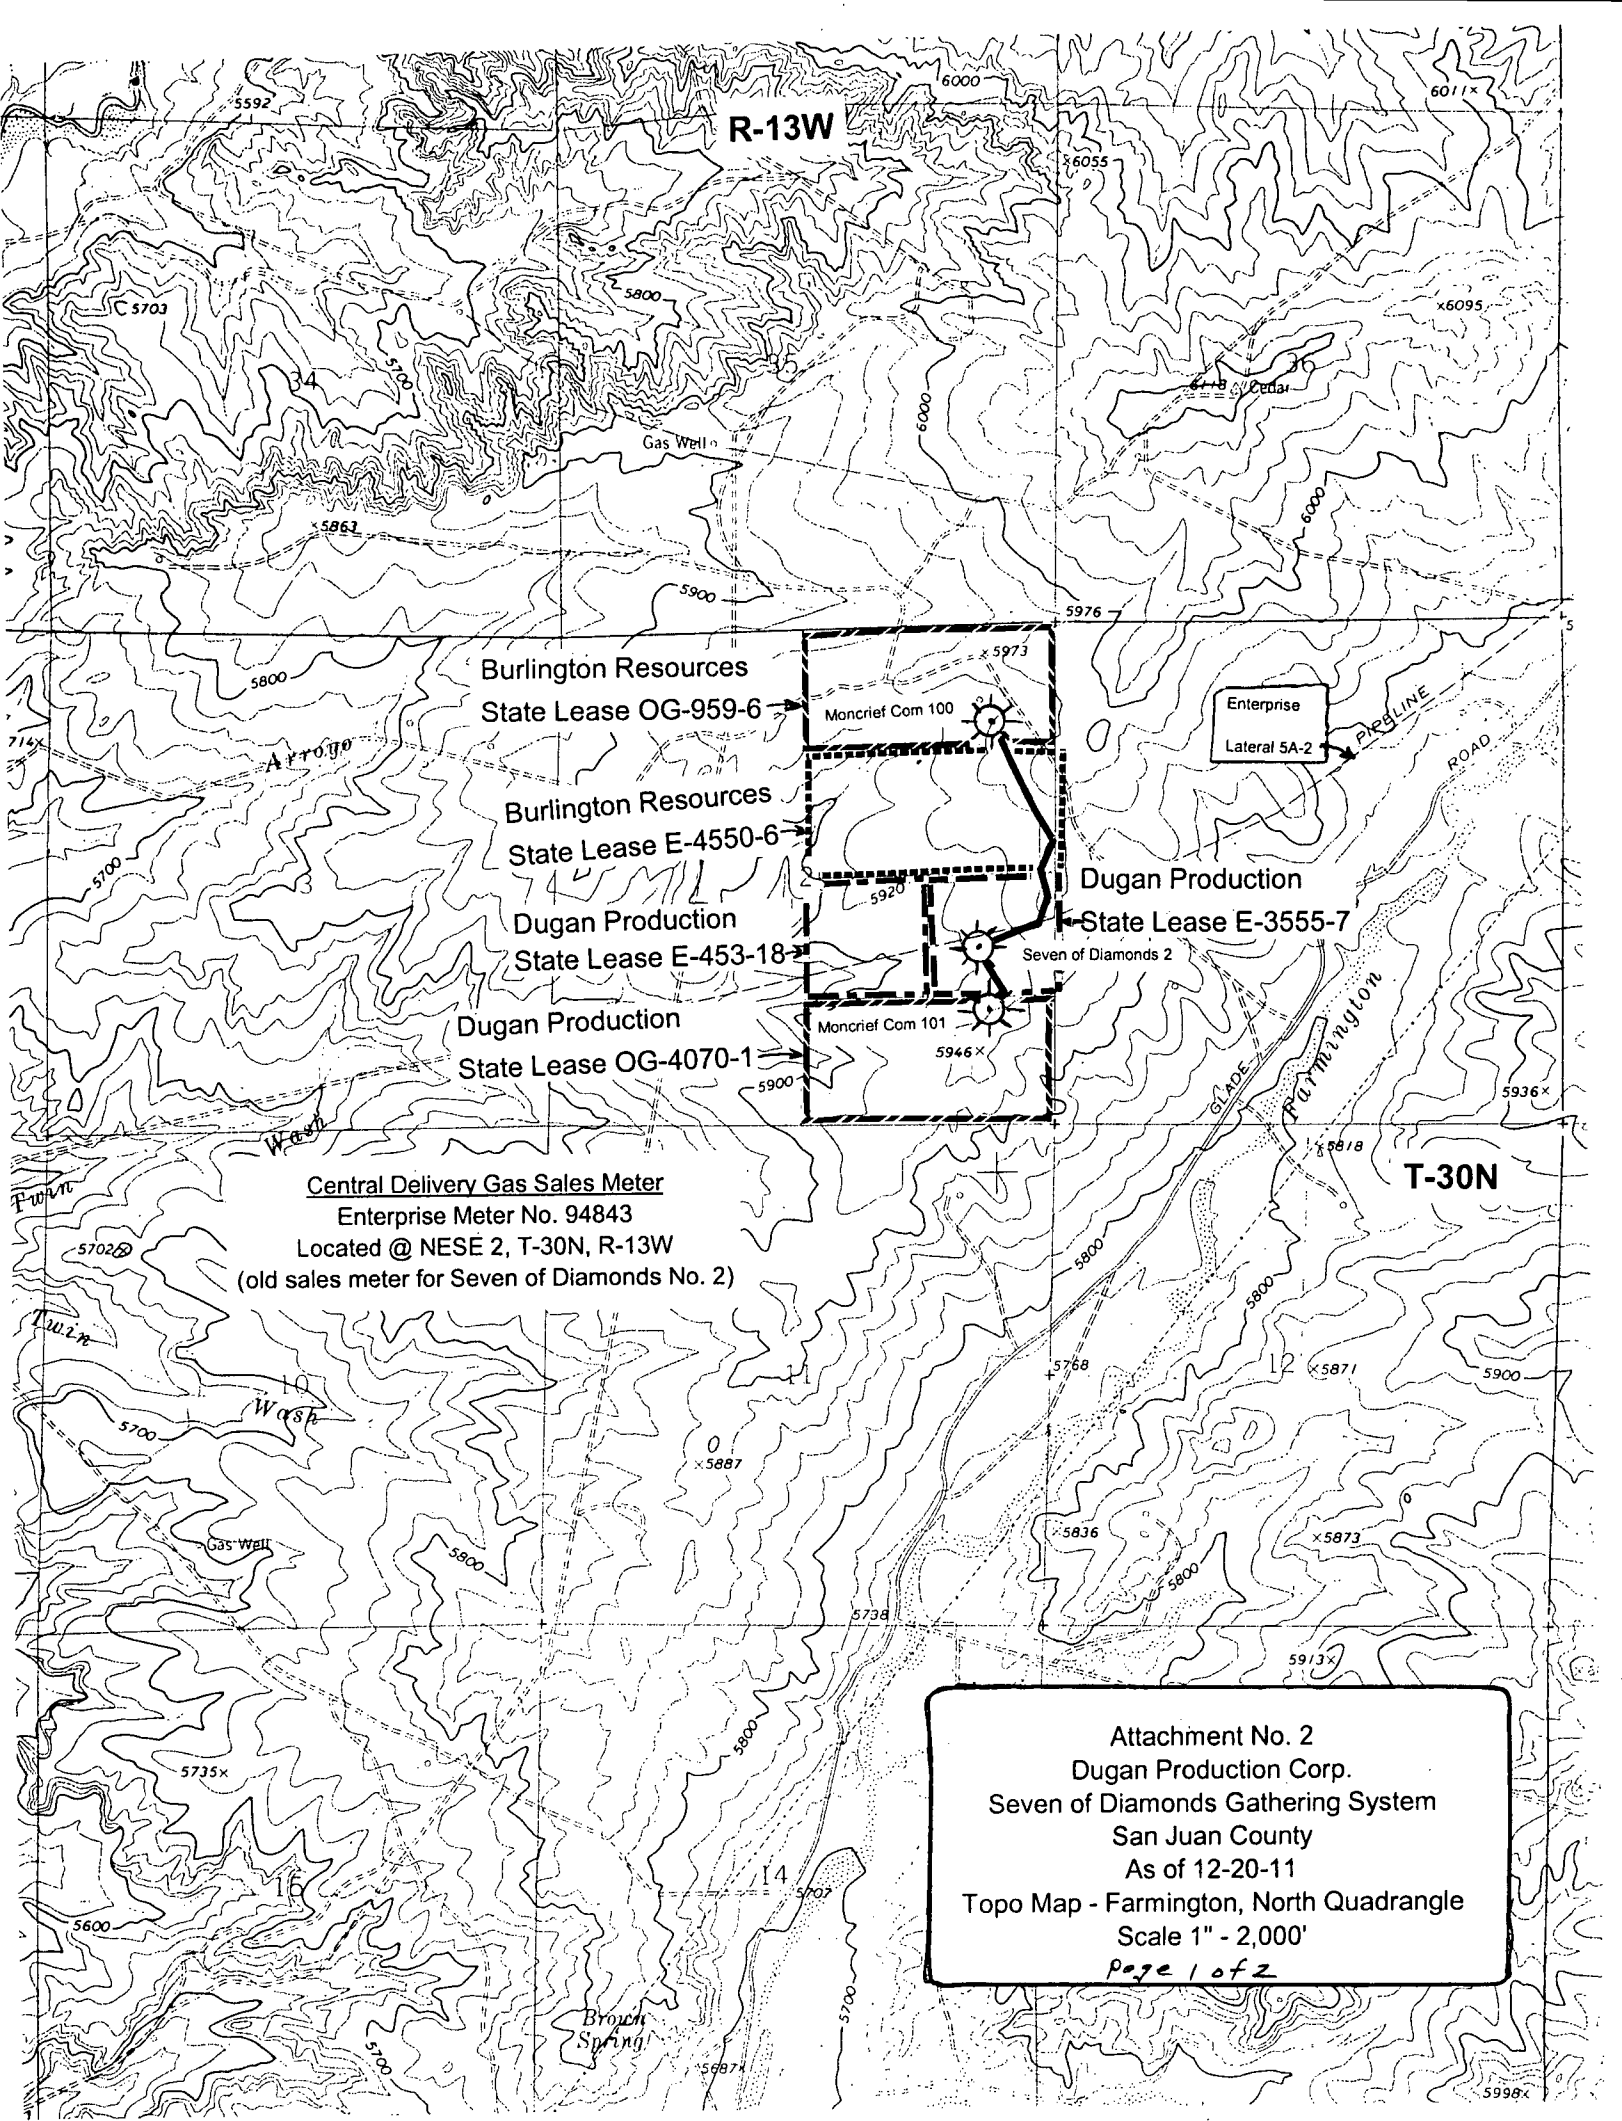 6000
6011×
5592
R-13W
×6055
5800
C 5703
×6095
5700
34
35
36
6118
Cedar
6000
Gas Well
6000
×5863
5900
5976
Burlington Resources
State Lease OG-959-6
×5973
5800
Moncrief Com 100
Enterprise
Lateral 5A-2
PIPELINE
ROAD
714×
Arroyo
Burlington Resources
State Lease E-4550-6
5700
5920
Dugan Production
State Lease E-3555-7
Dugan Production
State Lease E-453-18
Seven of Diamonds 2
Dugan Production
State Lease OG-4070-1
Moncrief Com 101
5946×
5900
GLADE
Farmington
5936×
Wash
×5818
T-30N
Twin
Central Delivery Gas Sales Meter
Enterprise Meter No. 94843
Located @ NESE 2, T-30N, R-13W
(old sales meter for Seven of Diamonds No. 2)
5702
5800
5800
Twin
11
5768
12
×5871
5900
10
Wash
5700
×5887
Gas Well
5800
×5836
×5873
5800
5738
5913×
5800
5735×
Attachment No. 2
Dugan Production Corp.
Seven of Diamonds Gathering System
San Juan County
As of 12-20-11
Topo Map - Farmington, North Quadrangle
Scale 1" - 2,000'
Page 1 of 2
14
5707
5600
5700
Brown
Spring
5700
5687×
5998×